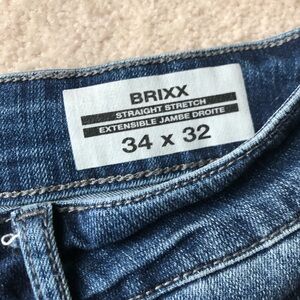 BRIXX
STRAIGHT STRETCH
EXTENSIBLE JAMBE DROITE
34 x 32